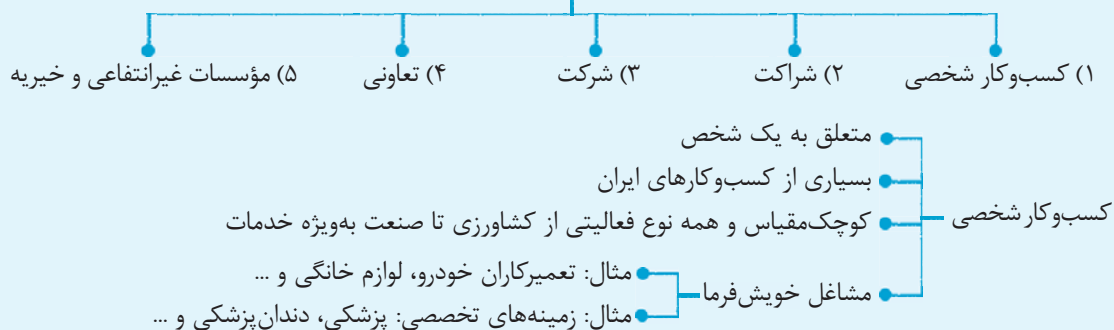 ۱) کسب‌وکار شخصی ۲) شراکت ۳) شرکت ۴) تعاونی ۵) مؤسسات غیرانتفاعی و خیریه
کسب‌وکار شخصی
متعلق به یک شخص
بسیاری از کسب‌وکارهای ایران
کوچک‌مقیاس و همه نوع فعالیتی از کشاورزی تا صنعت به‌ویژه خدمات
مشاغل خویش‌فرما
مثال: تعمیرکاران خودرو، لوازم خانگی و ...
مثال: زمینه‌های تخصصی: پزشکی، دندان‌پزشکی و ...